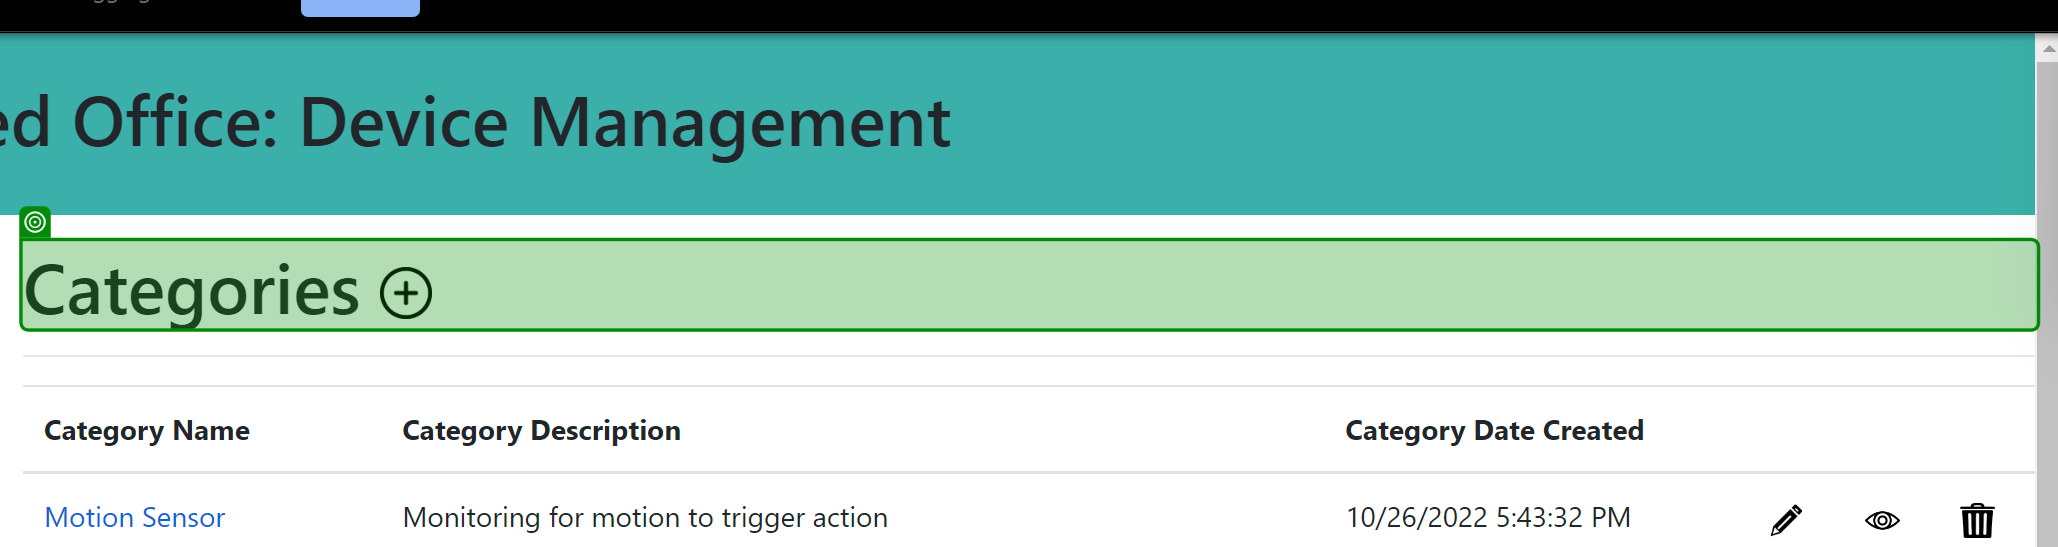 Office: Device Management
Categories
Category Name Category Description Category Date Created
Motion Sensor Monitoring for motion to trigger action 10/26/2022 5:43:32 PM